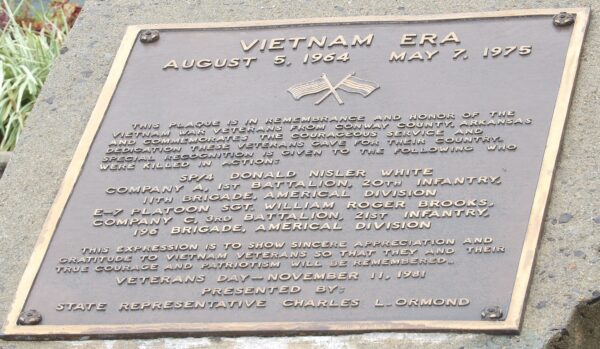 VIETNAM ERA
AUGUST 5, 1964 MAY 7, 1975
THIS PLAQUE IS IN REMEMBRANCE AND HONOR OF THE
VIETNAM WAR VETERANS FROM CONWAY COUNTY, ARKANSAS
AND COMMEMORATES THE COURAGEOUS SERVICE AND
DEDICATION THESE VETERANS GAVE FOR THEIR COUNTRY.
SPECIAL RECOGNITION IS GIVEN TO THE FOLLOWING WHO
WERE KILLED IN ACTION:
SP/4 DONALD NISLER WHITE
COMPANY A, 1ST BATTALION, 20TH INFANTRY,
11TH BRIGADE, AMERICAL DIVISION
E-7 PLATOON SGT. WILLIAM ROGER BROOKS,
COMPANY C, 3RD BATTALION, 21ST INFANTRY,
196 BRIGADE, AMERICAL DIVISION
THIS EXPRESSION IS TO SHOW SINCERE APPRECIATION AND
GRATITUDE TO VIETNAM VETERANS SO THAT THEY AND THEIR
TRUE COURAGE AND PATRIOTISM WILL BE REMEMBERED..
VETERANS DAY—NOVEMBER 11, 1981
PRESENTED BY:
STATE REPRESENTATIVE CHARLES L. ORMOND